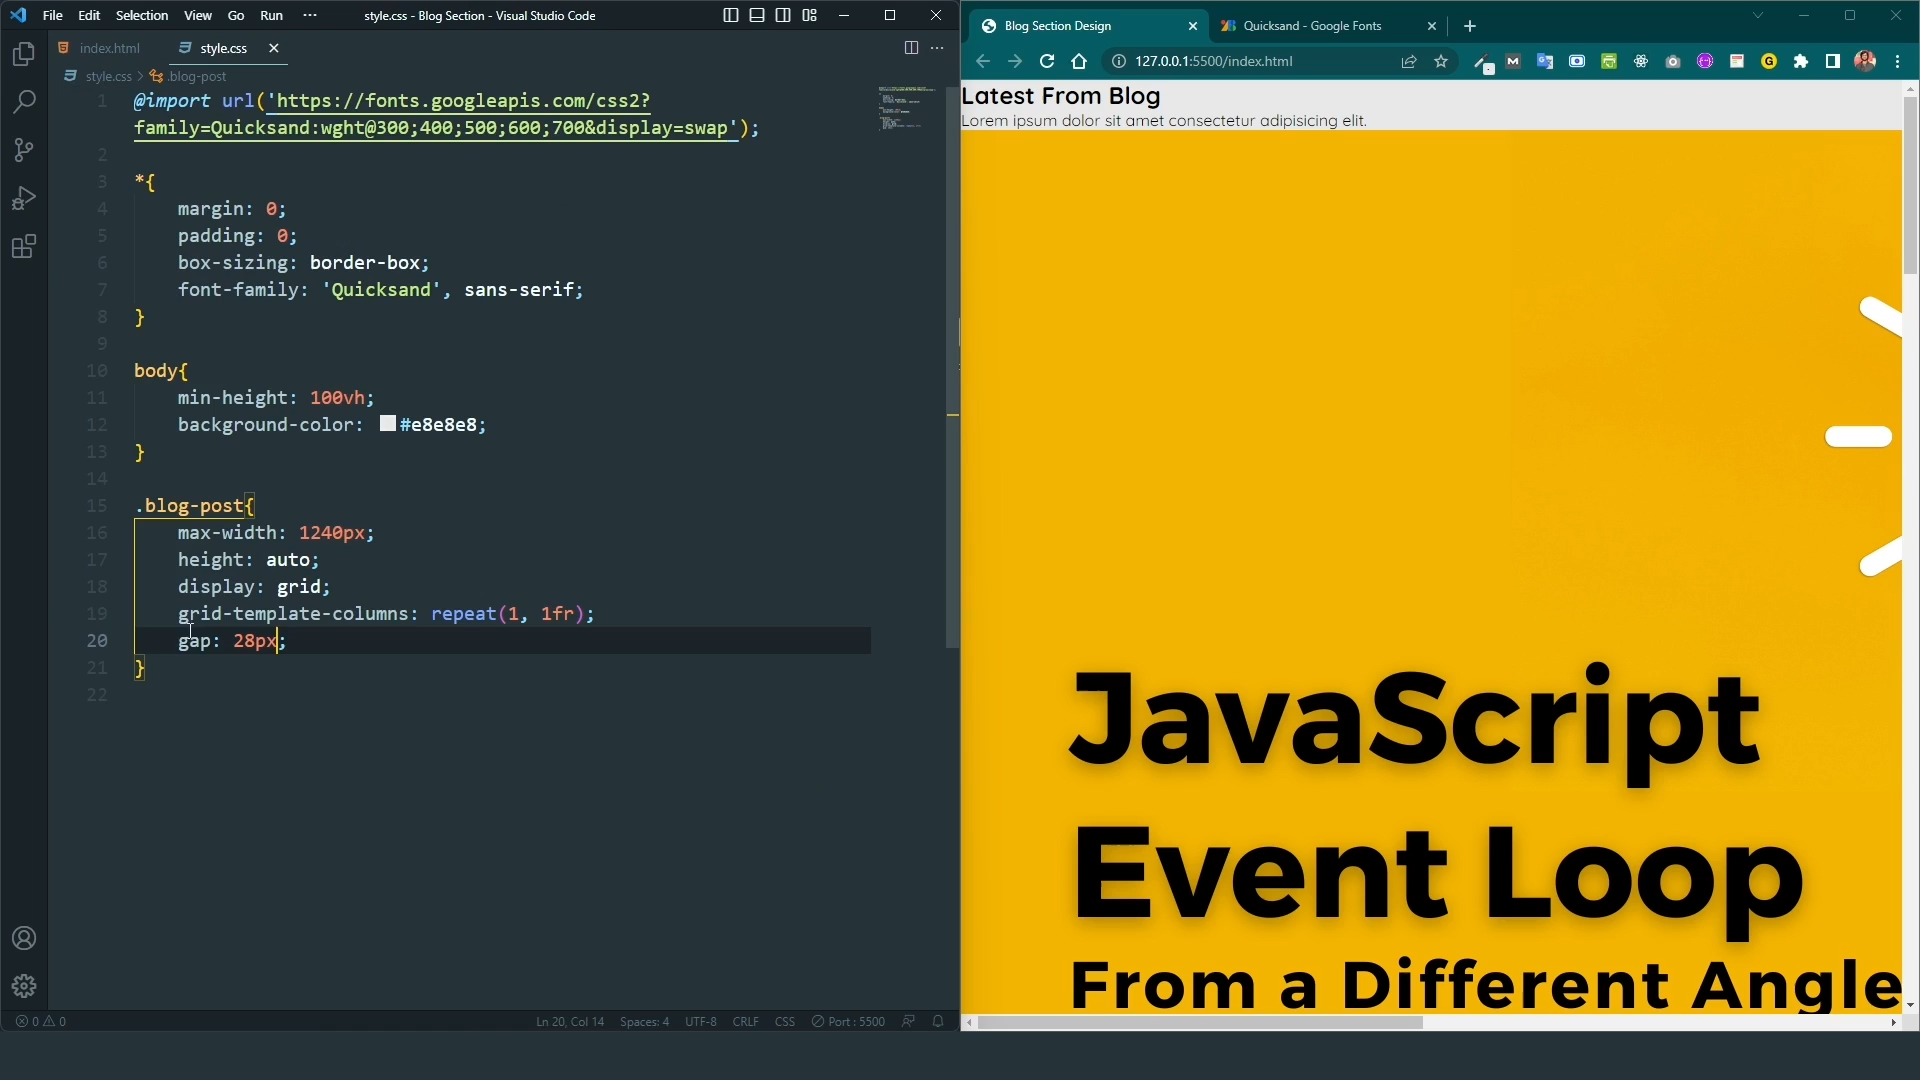 File Edit Selection View Go Run ··· style.css - Blog Section - Visual Studio Code
index.html style.css
style.css > .blog-post
1 @import url('https://fonts.googleapis.com/css2?
family=Quicksand:wght@300;400;500;600;700&display=swap');
2
3 *{
4 margin: 0;
5 padding: 0;
6 box-sizing: border-box;
7 font-family: 'Quicksand', sans-serif;
8 }
9
10 body{
11 min-height: 100vh;
12 background-color: #e8e8e8;
13 }
14
15 .blog-post{
16 max-width: 1240px;
17 height: auto;
18 display: grid;
19 grid-template-columns: repeat(1, 1fr);
20 gap: 28px;
21 }
22
0 0 Ln 20, Col 14 Spaces: 4 UTF-8 CRLF CSS Port : 5500
Blog Section Design Quicksand - Google Fonts
127.0.0.1:5500/index.html
Latest From Blog
Lorem ipsum dolor sit amet consectetur adipisicing elit.
JavaScript
Event Loop
From a Different Angle